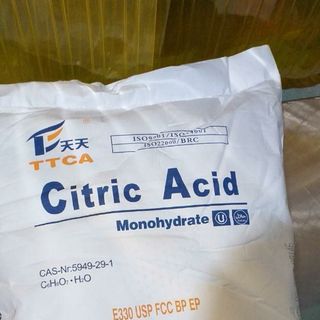 天天
TTCA
ISO9001/ISO14001
ISO22000/BRC
Citric Acid
Monohydrate U
CAS-Nr:5949-29-1
C₆H₈O₇·H₂O
E330 USP FCC BP EP